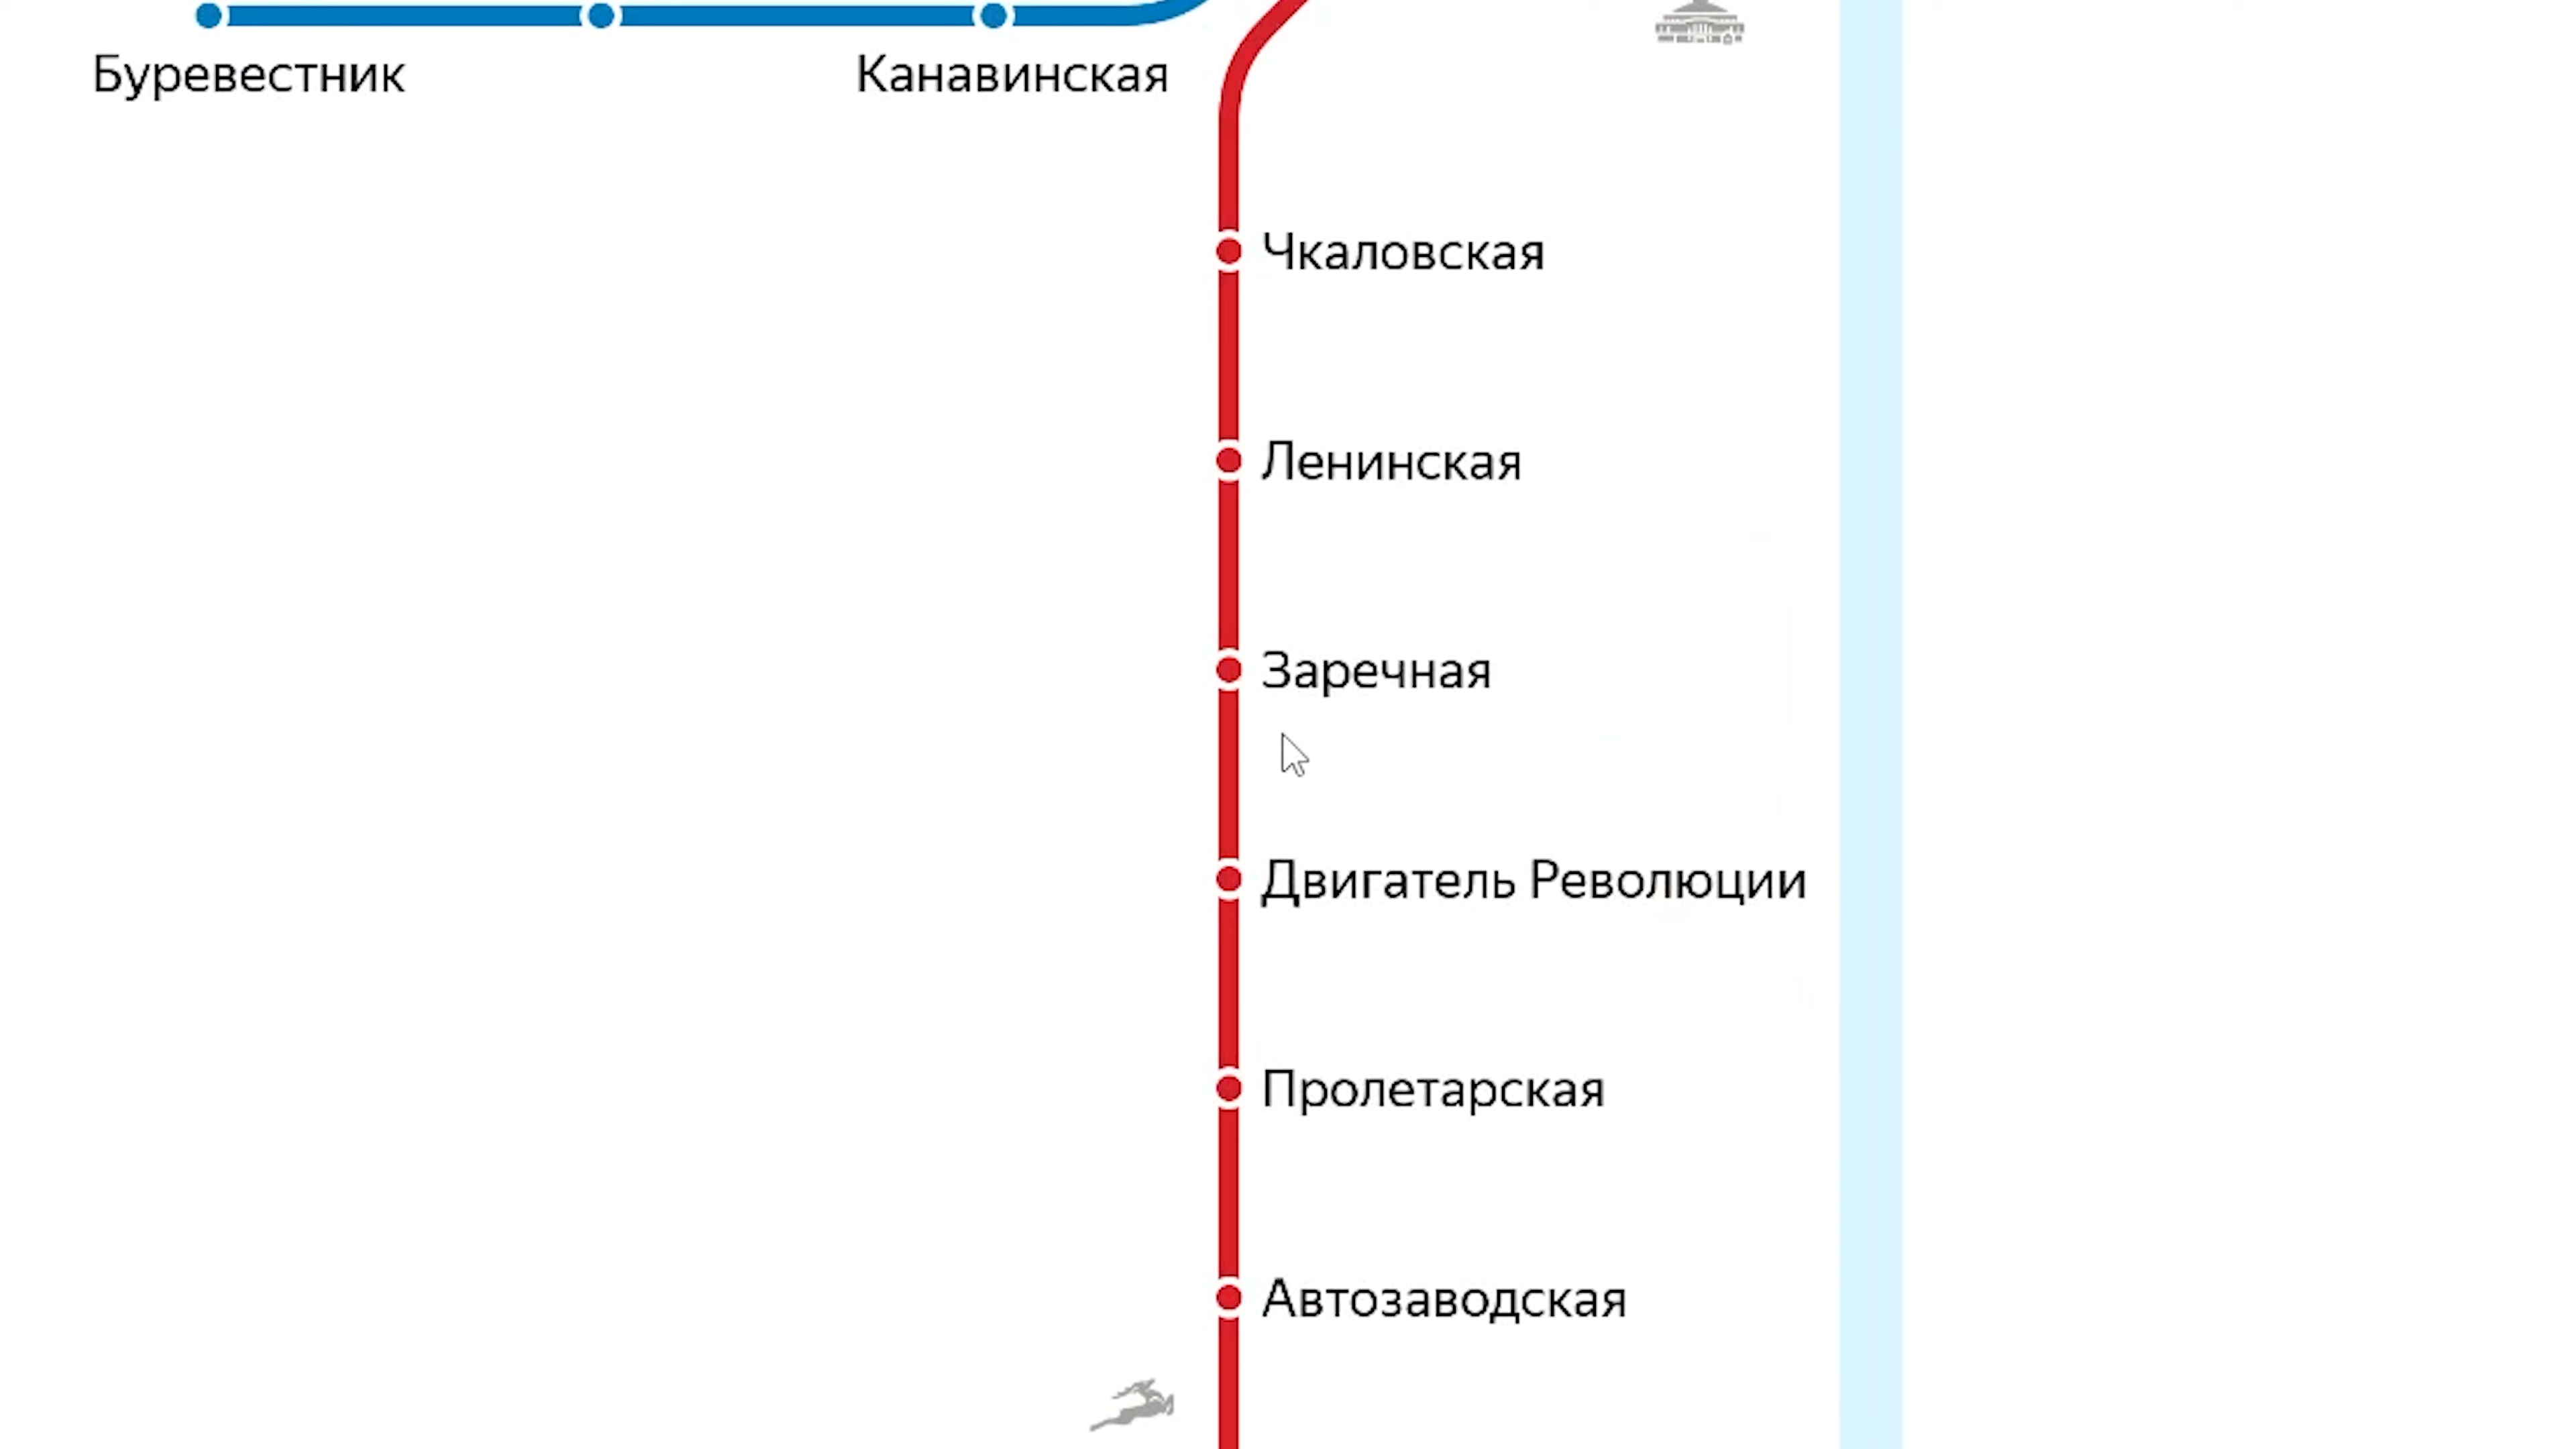 Буревестник
Канавинская
Чкаловская
Ленинская
Заречная
Двигатель Революции
Пролетарская
Автозаводская